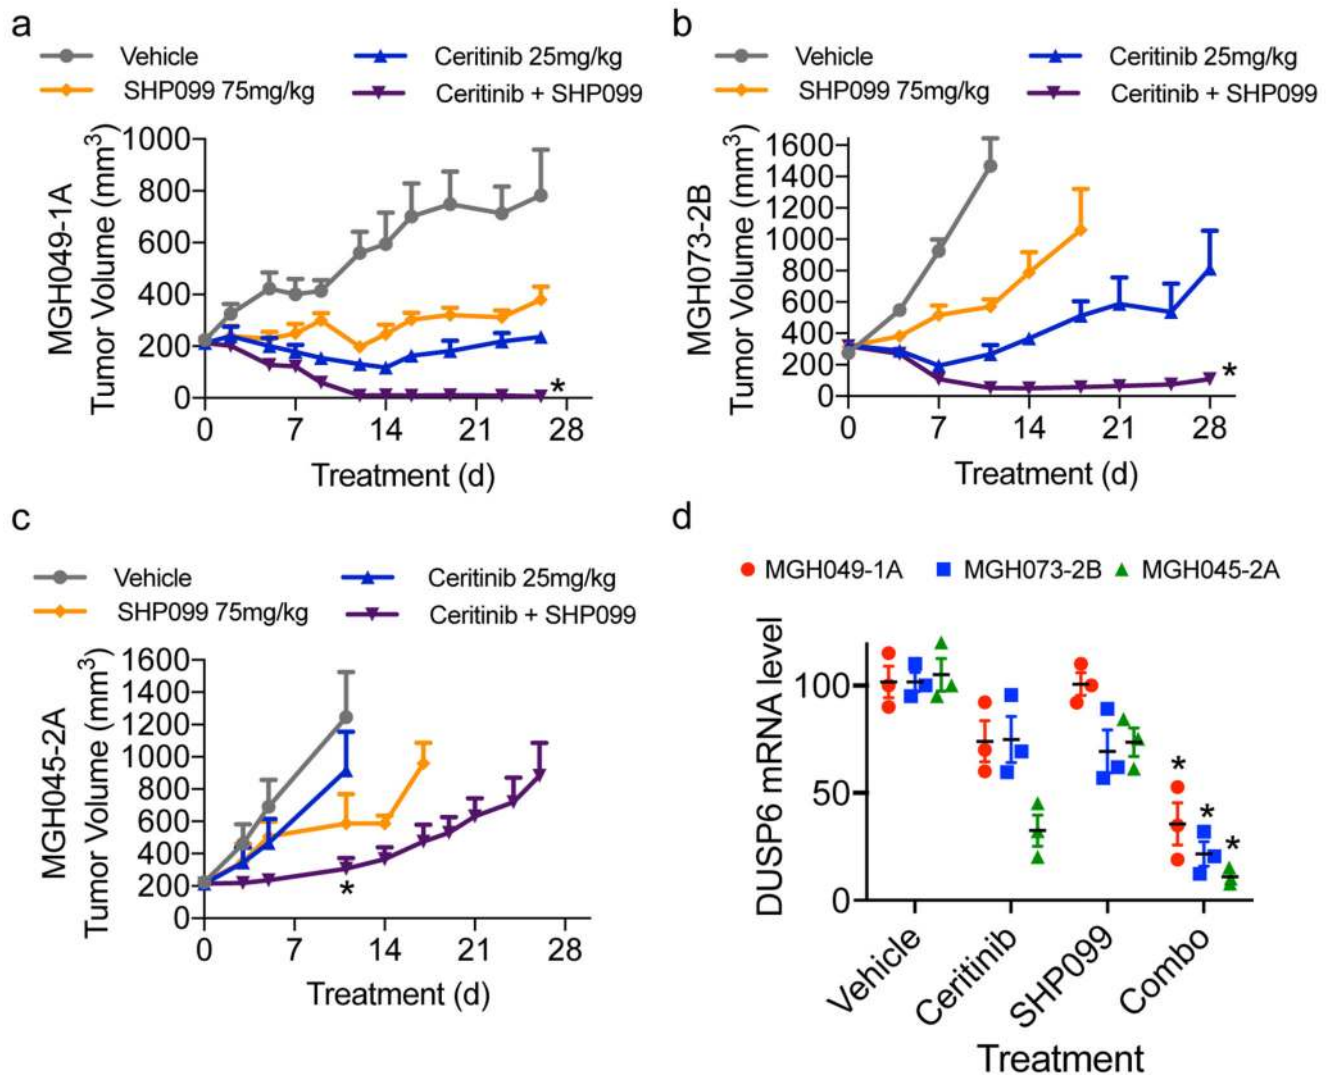 a
Vehicle
Ceritinib 25mg/kg
SHP099 75mg/kg
Ceritinib + SHP099
MGH049-1A
Tumor Volume (mm³)
1000
800
600
400
200
0
0 7 14 21 28
*
Treatment (d)
b
Vehicle
Ceritinib 25mg/kg
SHP099 75mg/kg
Ceritinib + SHP099
MGH073-2B
Tumor Volume (mm³)
1600
1400
1200
1000
800
600
400
200
0
0 7 14 21 28
*
Treatment (d)
c
Vehicle
Ceritinib 25mg/kg
SHP099 75mg/kg
Ceritinib + SHP099
MGH045-2A
Tumor Volume (mm³)
1600
1400
1200
1000
800
600
400
200
0
0 7 14 21 28
*
Treatment (d)
d
MGH049-1A MGH073-2B MGH045-2A
DUSP6 mRNA level
100
50
0
* * *
Vehicle
Ceritinib
SHP099
Combo
Treatment